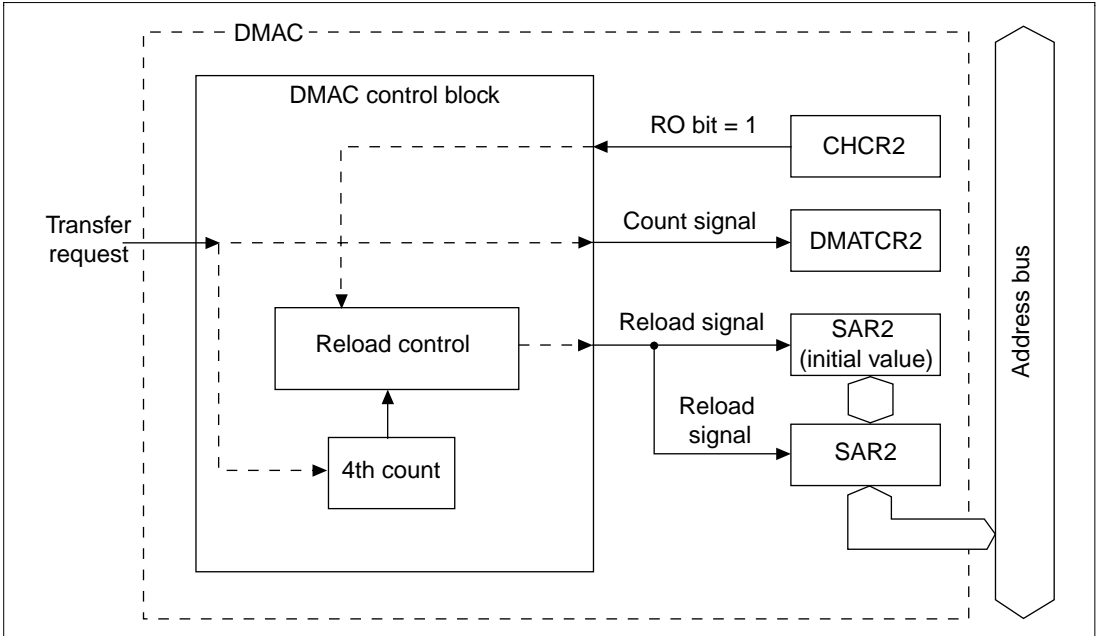 DMAC
DMAC control block
RO bit = 1
CHCR2
Transfer
request
Count signal
DMATCR2
Reload control
Reload signal
SAR2
(initial value)
Reload
signal
SAR2
4th count
Address bus